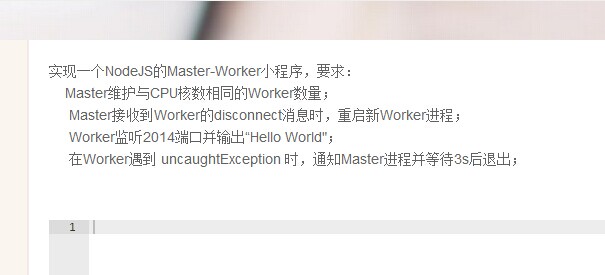 实现一个NodeJS的Master-Worker小程序，要求：
Master维护与CPU核数相同的Worker数量；
Master接收到Worker的disconnect消息时，重启新Worker进程；
Worker监听2014端口并输出“Hello World"；
在Worker遇到 uncaughtException 时，通知Master进程并等待3s后退出；
1